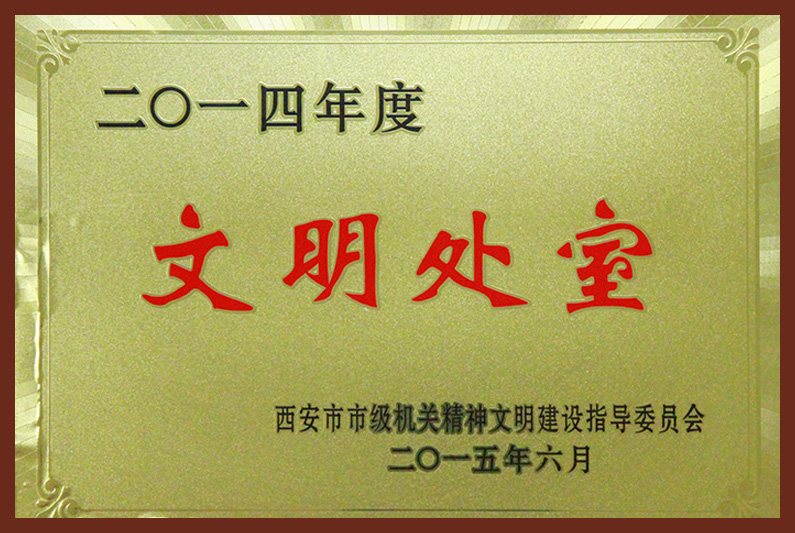 二〇一四年度
文明处室
西安市市级机关精神文明建设指导委员会
二〇一五年六月